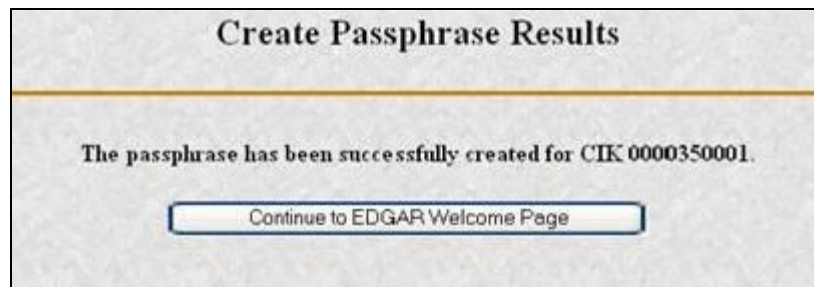 Create Passphrase Results
The passphrase has been successfully created for CIK 0000350001.
Continue to EDGAR Welcome Page